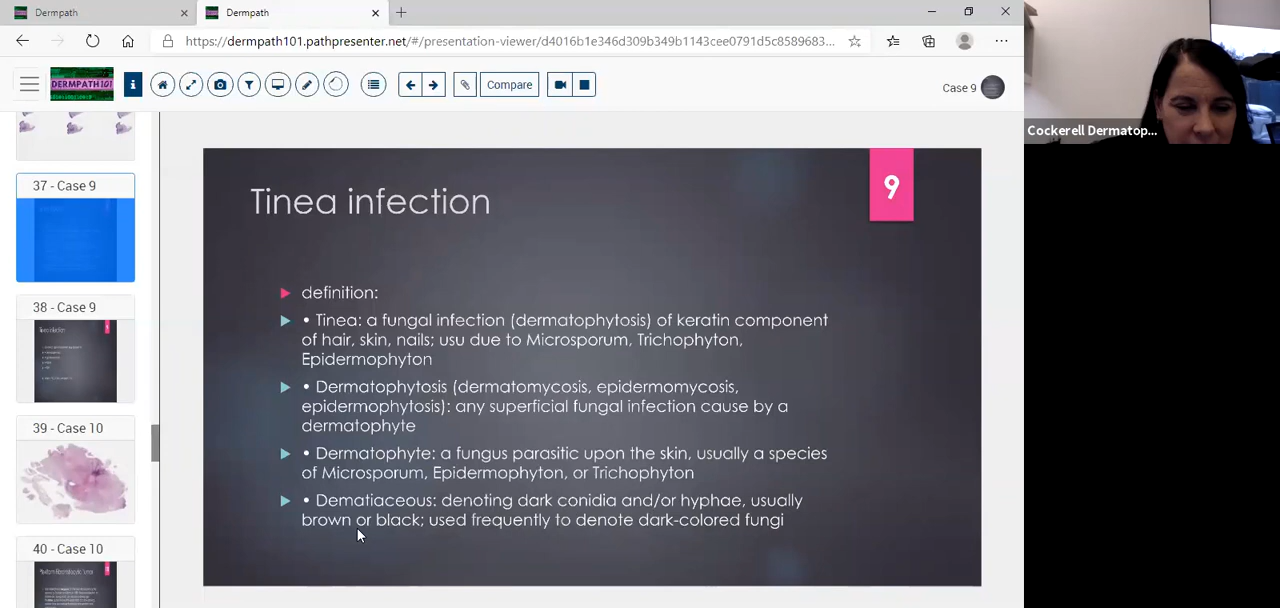 Dermpath
Dermpath
https://dermpath101.pathpresenter.net/#/presentation-viewer/d4016b1e346d309b349b1143cee0791d5c8589683...
DERMPATH101
i
Compare
Case 9
Cockerell Dermatop...
37 - Case 9
38 - Case 9
Tinea infection
39 - Case 10
40 - Case 10
9
Tinea infection
definition:
• Tinea: a fungal infection (dermatophytosis) of keratin component
of hair, skin, nails; usu due to Microsporum, Trichophyton,
Epidermophyton
• Dermatophytosis (dermatomycosis, epidermomycosis,
epidermophytosis): any superficial fungal infection cause by a
dermatophyte
• Dermatophyte: a fungus parasitic upon the skin, usually a species
of Microsporum, Epidermophyton, or Trichophyton
• Dematiaceous: denoting dark conidia and/or hyphae, usually
brown or black; used frequently to denote dark-colored fungi